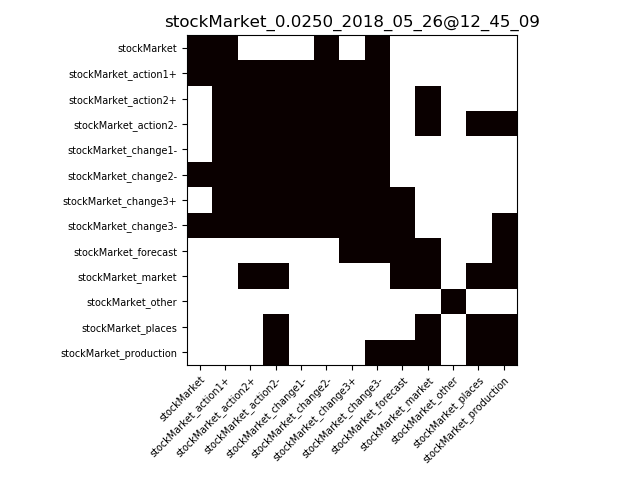 stockMarket_0.0250_2018_05_26@12_45_09
stockMarket
stockMarket_action1+
stockMarket_action2+
stockMarket_action2-
stockMarket_change1-
stockMarket_change2-
stockMarket_change3+
stockMarket_change3-
stockMarket_forecast
stockMarket_market
stockMarket_other
stockMarket_places
stockMarket_production
stockMarket
stockMarket_action1+
stockMarket_action2+
stockMarket_action2-
stockMarket_change1-
stockMarket_change2-
stockMarket_change3+
stockMarket_change3-
stockMarket_forecast
stockMarket_market
stockMarket_other
stockMarket_places
stockMarket_production